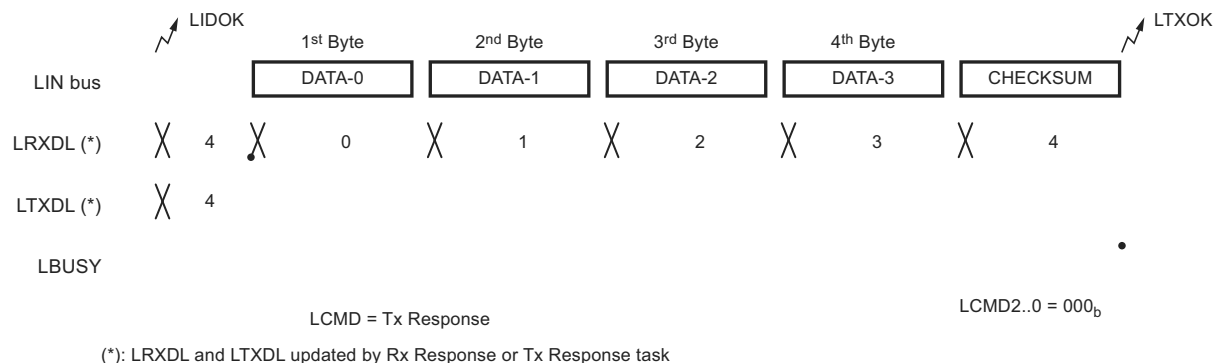 LIDOK LTXOK
1st Byte 2nd Byte 3rd Byte 4th Byte
LIN bus DATA-0 DATA-1 DATA-2 DATA-3 CHECKSUM
LRXDL (*) 4 0 1 2 3 4
LTXDL (*) 4
LBUSY
LCMD = Tx Response LCMD2..0 = 000b
(*): LRXDL and LTXDL updated by Rx Response or Tx Response task